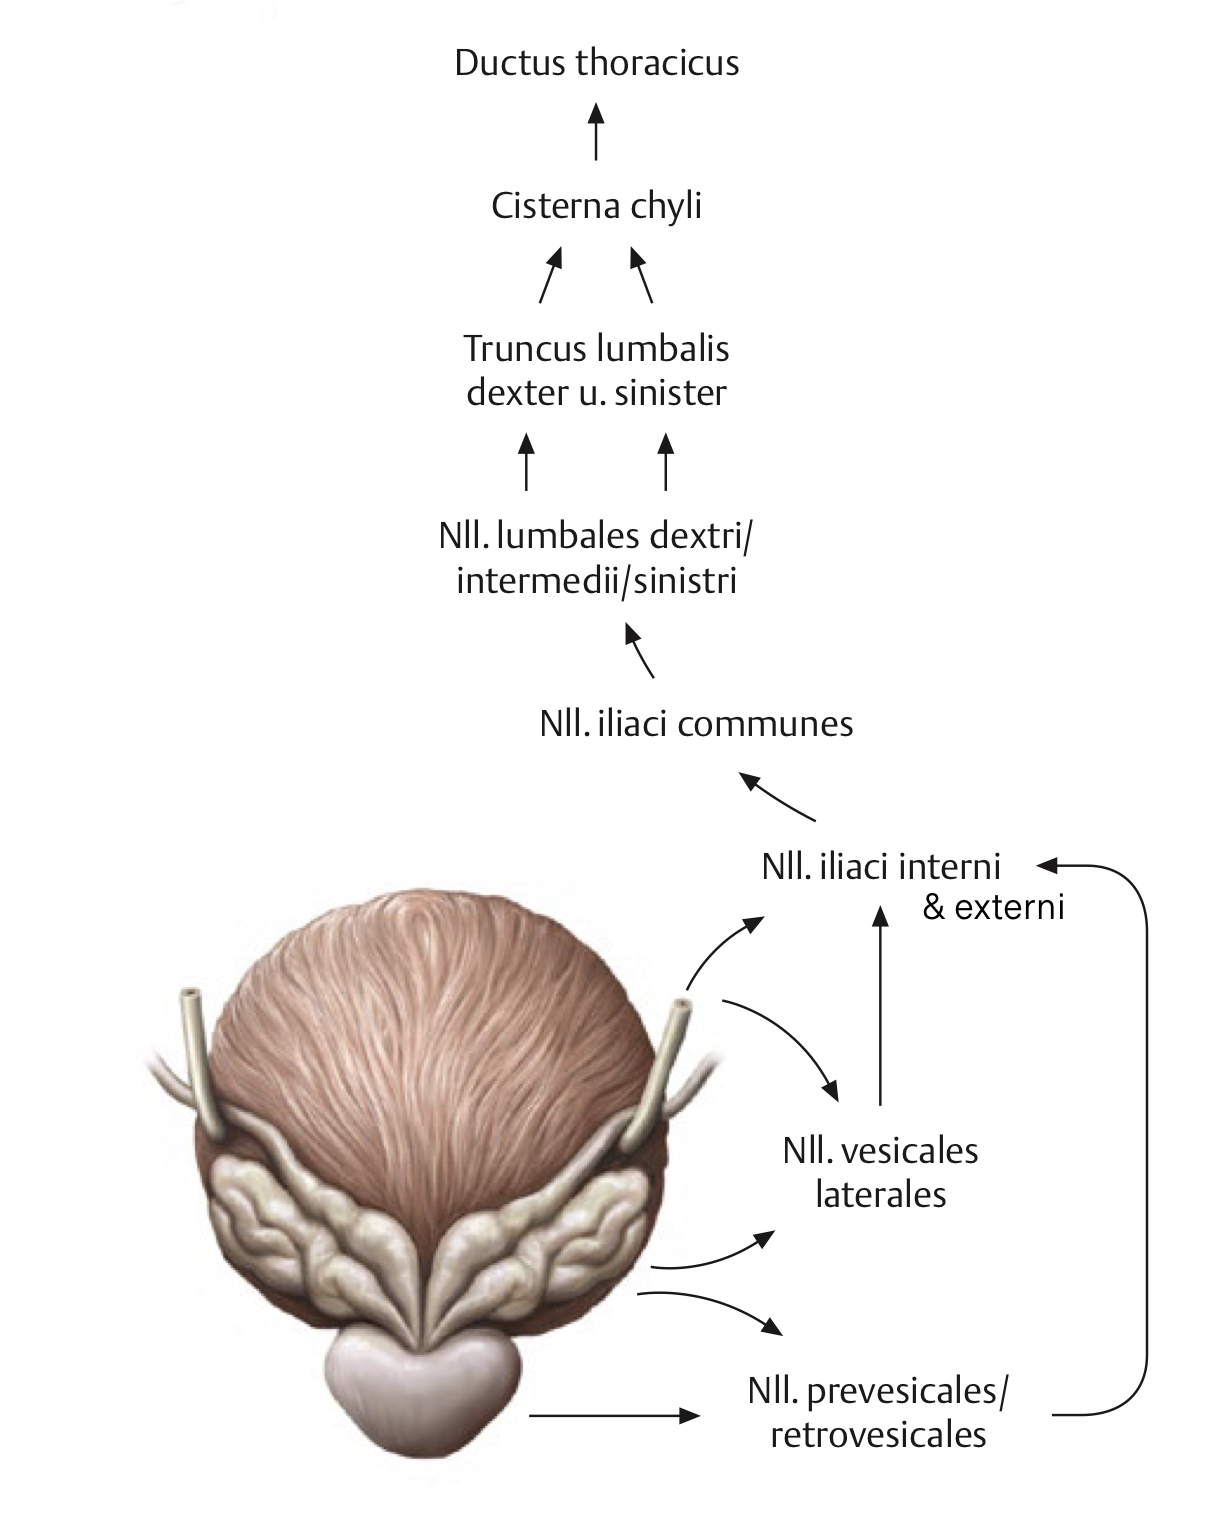 Ductus thoracicus
Cisterna chyli
Truncus lumbalis
dexter u. sinister
Nll. lumbales dextri/
intermedii/sinistri
Nll. iliaci communes
Nll. iliaci interni
& externi
Nll. vesicales
laterales
Nll. prevesicales/
retrovesicales